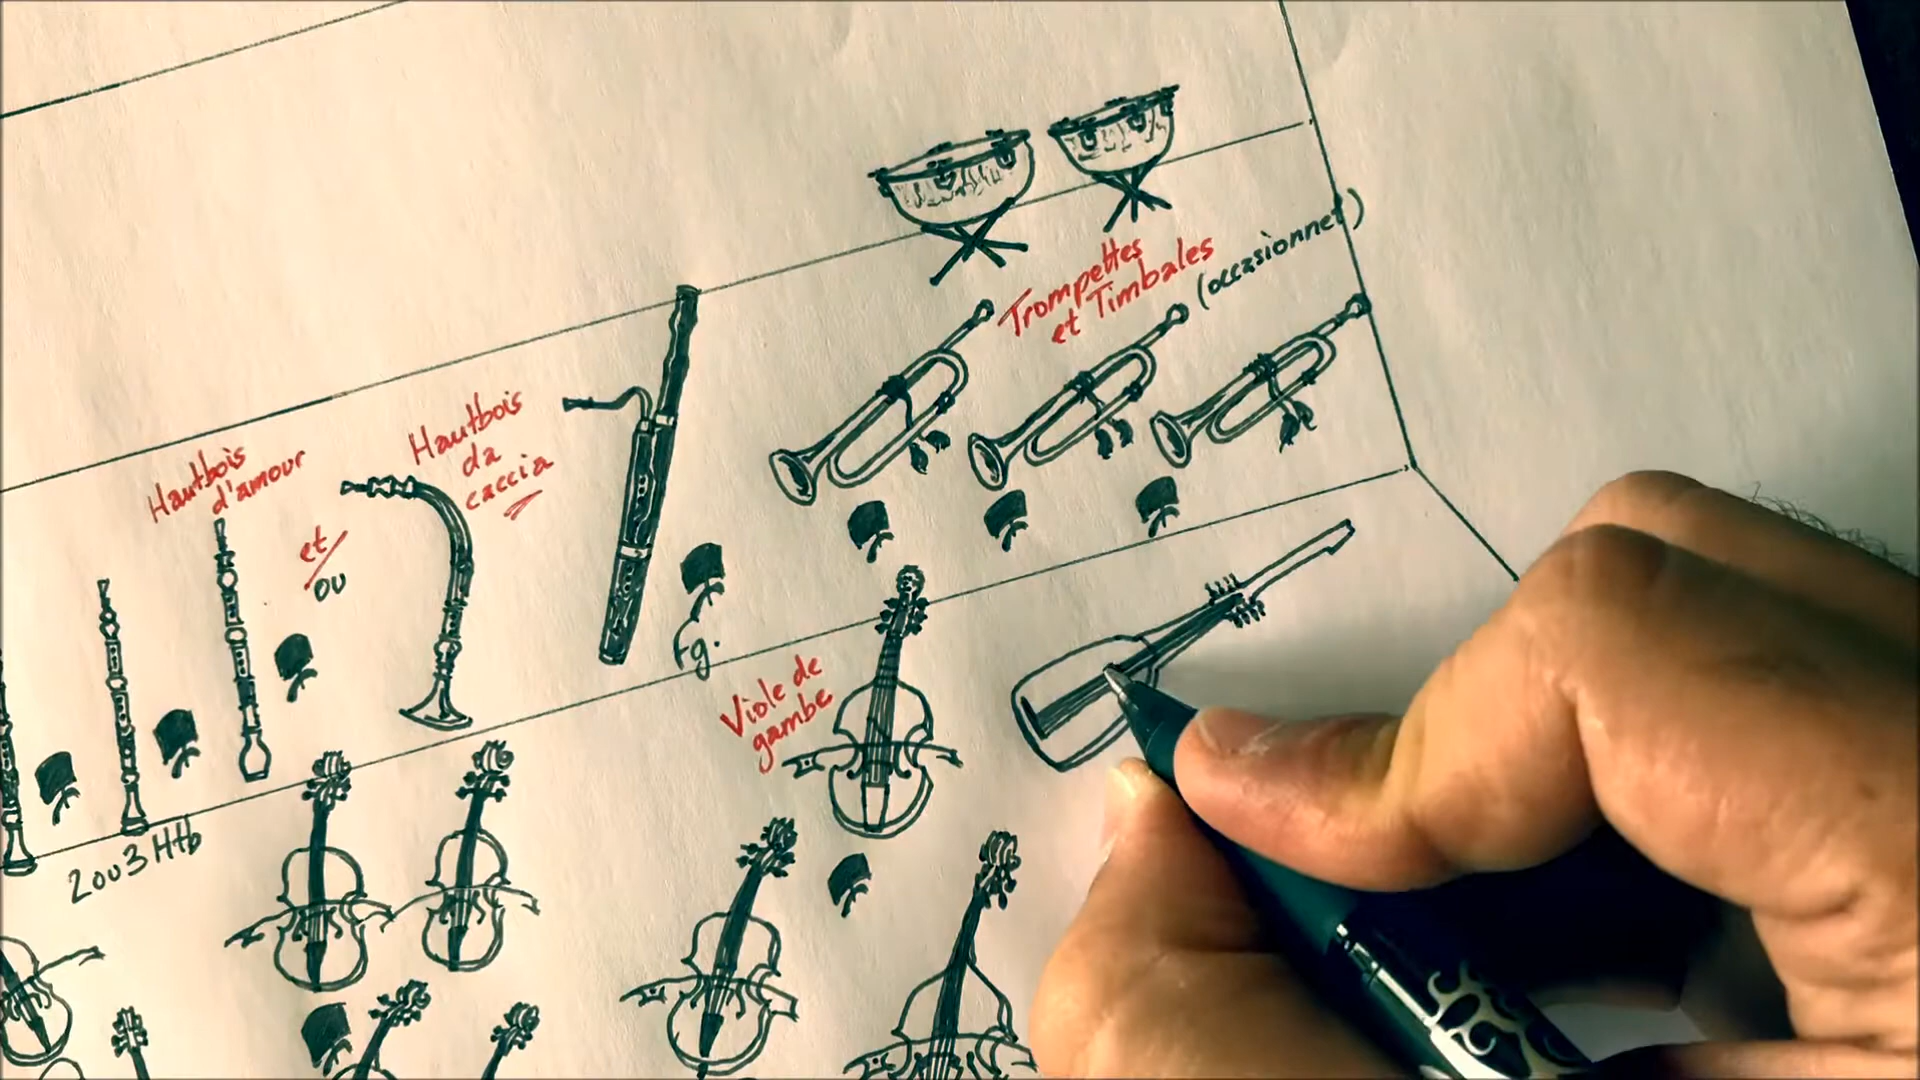 Trompettes
et Timbales
(occasionnel)
Hautbois
d'amour
et/
ou
Hautbois
da
caccia
Fg.
Viole de
gambe
2 ou 3 Htb